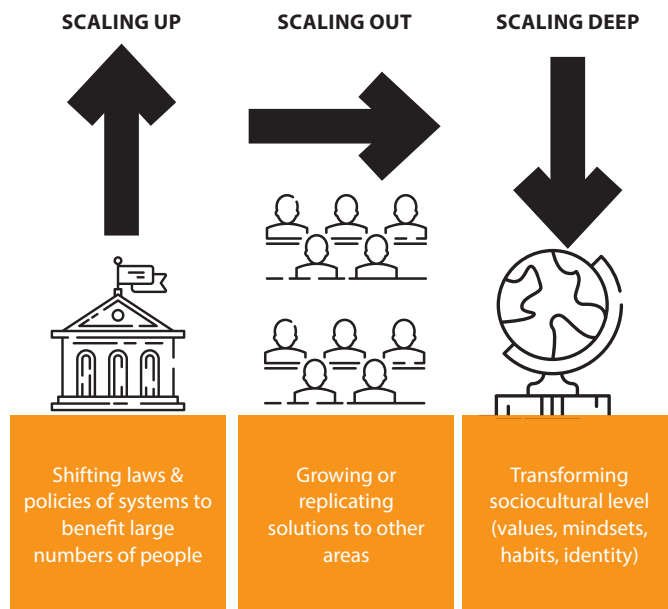 SCALING UP
SCALING OUT
SCALING DEEP
Shifting laws &
policies of systems to
benefit large
numbers of people
Growing or
replicating
solutions to other
areas
Transforming
sociocultural level
(values, mindsets,
habits, identity)